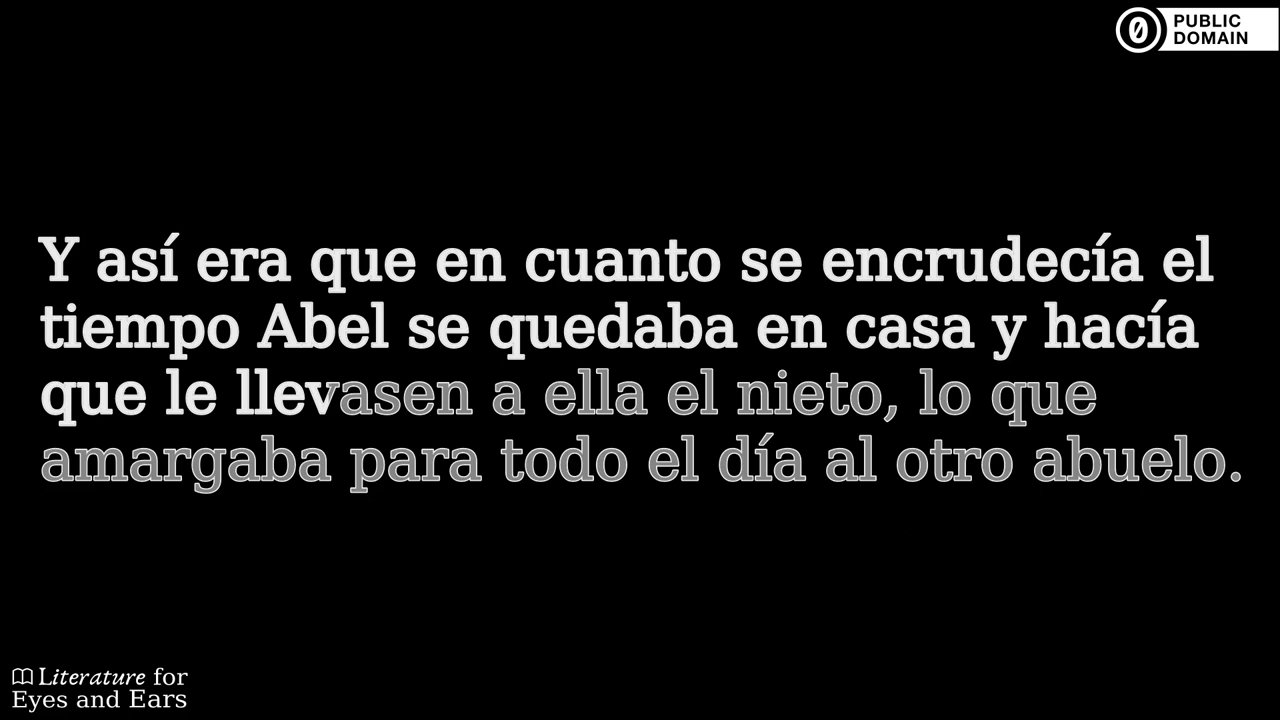 PUBLIC
DOMAIN
Y así era que en cuanto se encrudecía el
tiempo Abel se quedaba en casa y hacía
que le llevasen a ella el nieto, lo que
amargaba para todo el día al otro abuelo.
Literature for
Eyes and Ears